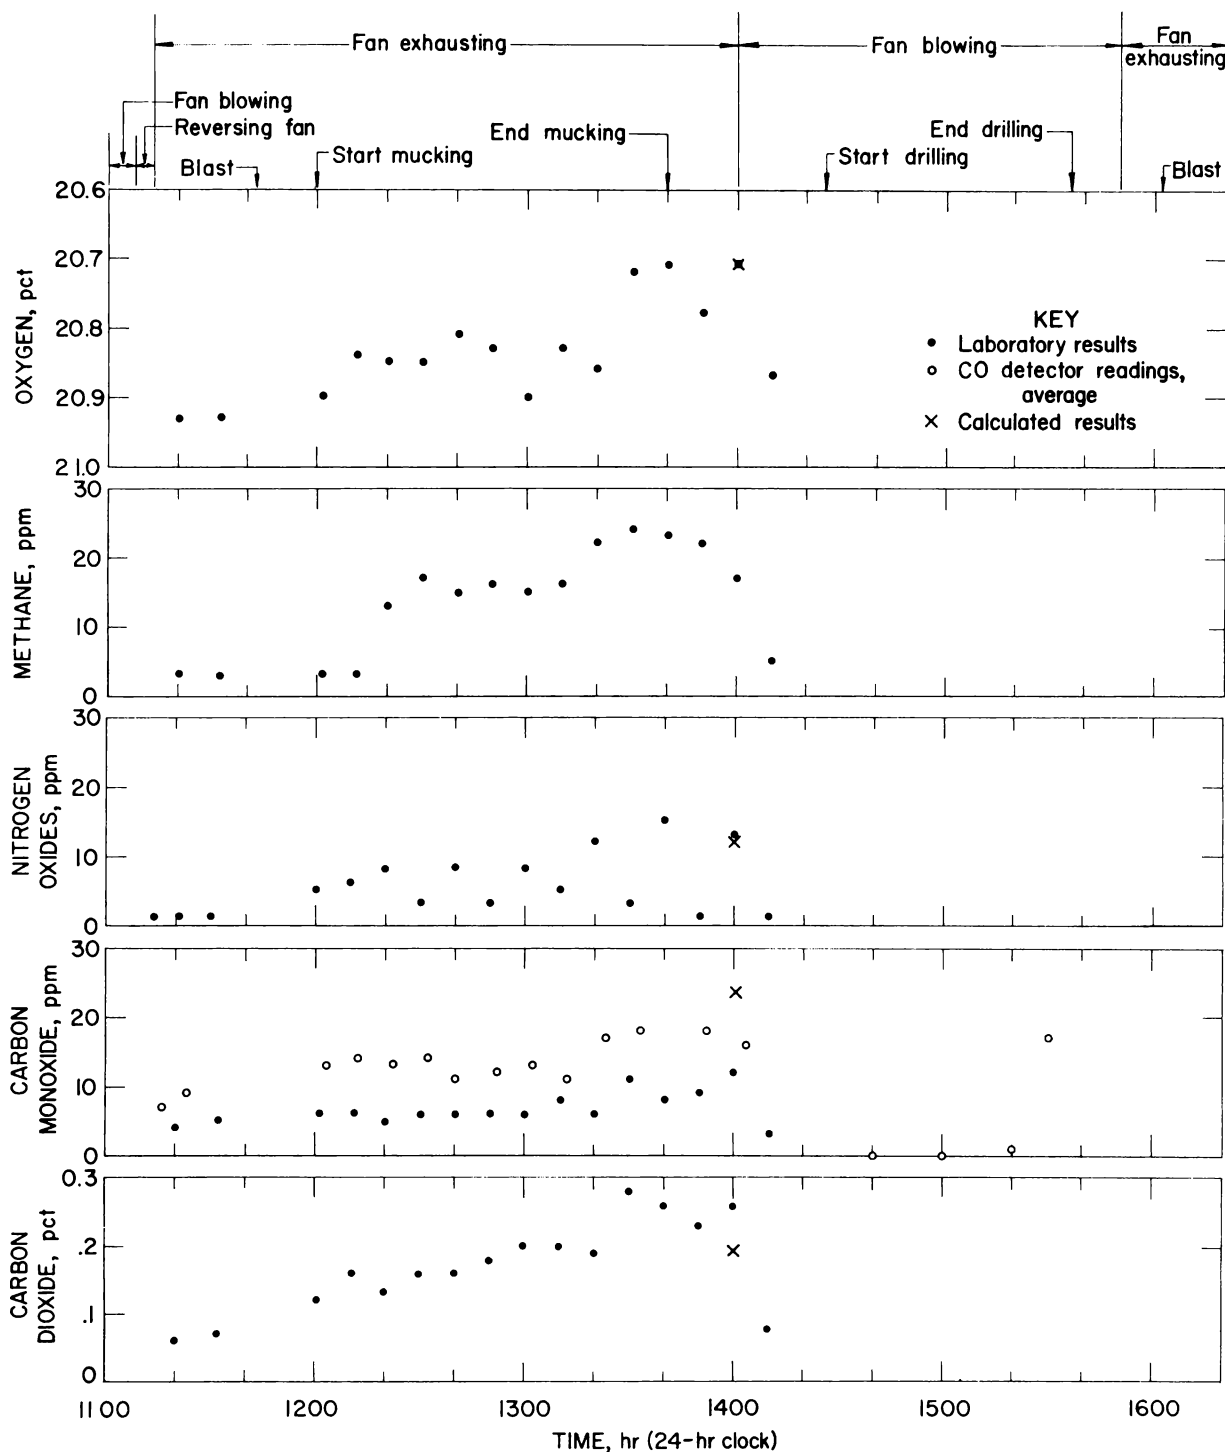 Fan exhausting
Fan blowing
Fan
exhausting
Fan blowing
Reversing fan
Blast
Start mucking
End mucking
Start drilling
End drilling
Blast
OXYGEN, pct
20.6
20.7
20.8
20.9
21.0
KEY
Laboratory results
CO detector readings,
average
Calculated results
METHANE, ppm
30
20
10
0
NITROGEN
OXIDES, ppm
30
20
10
0
CARBON
MONOXIDE, ppm
30
20
10
0
CARBON
DIOXIDE, pct
0.3
.2
.1
0
1100 1200 1300 1400 1500 1600
TIME, hr (24-hr clock)